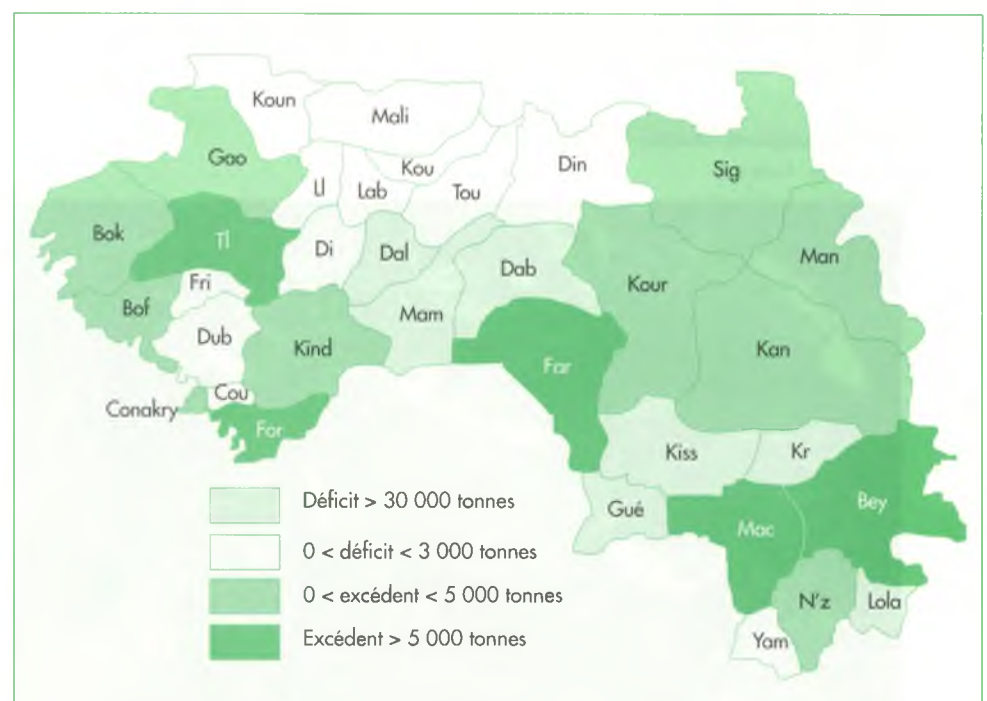 Koun
Mali
Gao
Ll
Lab
Kou
Tou
Din
Sig
Bok
Tl
Di
Dal
Dab
Man
Fri
Bof
Mam
Kour
Dub
Kind
Kan
Far
Cou
Conakry
For
Kiss
Kr
Gué
Mac
Bey
N'z
Lola
Yam
Déficit > 30 000 tonnes
0 < déficit < 3 000 tonnes
0 < excédent < 5 000 tonnes
Excédent > 5 000 tonnes